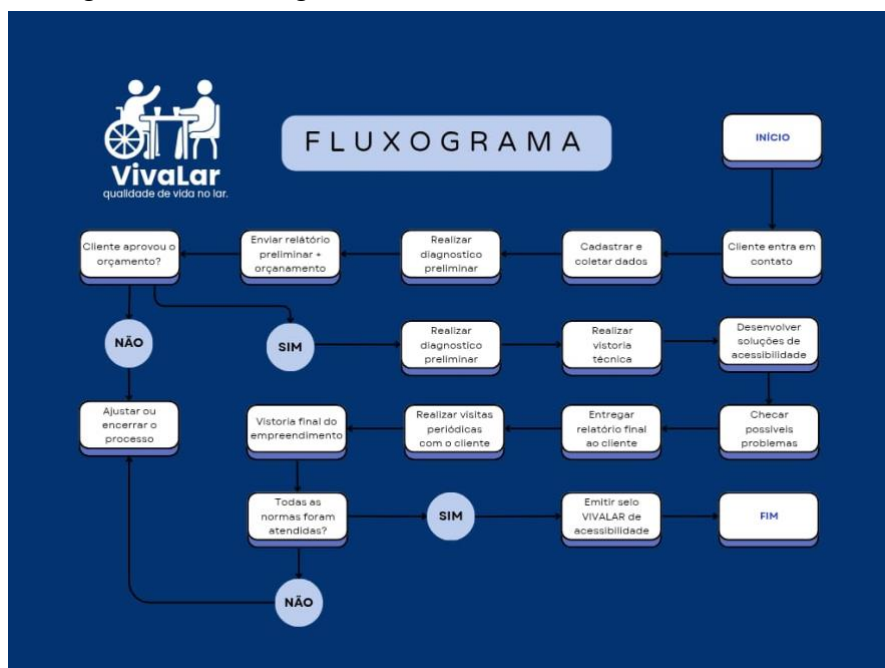 FLUXOGRAMA
VivaLar
qualidade de vida no lar.
INÍCIO
Cliente entra em
contato
Cadastrar e
coletar dados
Realizar
diagnostico
preliminar
Enviar relátório
preliminar +
orçanamento
Cliente aprovou o
orçamento?
NÃO
SIM
Realizar
diagnostico
preliminar
Realizar
vistoria
técnica
Desenvolver
soluções de
acessibilidade
Ajustar ou
encerrar o
processo
Checar
possíveis
problemas
Entregar
relatório final
ao cliente
Realizar visitas
periódicas
com o cliente
Vistoria final do
empreendimento
Todas as
normas foram
atendidas?
SIM
Emitir selo
VIVALAR de
acessibilidade
FIM
NÃO